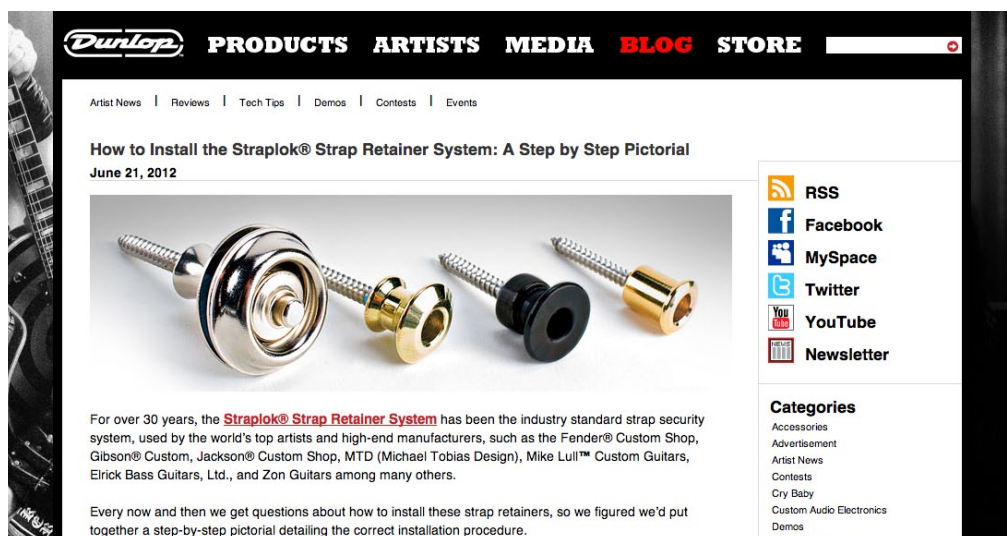 Dunlop
PRODUCTS ARTISTS MEDIA BLOG STORE
Artist News | Reviews | Tech Tips | Demos | Contests | Events
How to Install the Straplok® Strap Retainer System: A Step by Step Pictorial
June 21, 2012
For over 30 years, the Straplok® Strap Retainer System has been the industry standard strap security
system, used by the world's top artists and high-end manufacturers, such as the Fender® Custom Shop,
Gibson® Custom, Jackson® Custom Shop, MTD (Michael Tobias Design), Mike Lull™ Custom Guitars,
Elrick Bass Guitars, Ltd., and Zon Guitars among many others.
Every now and then we get questions about how to install these strap retainers, so we figured we'd put
together a step-by-step pictorial detailing the correct installation procedure.
RSS
Facebook
MySpace
Twitter
You
Tube
YouTube
NEWS
Newsletter
Categories
Accessories
Advertisement
Artist News
Contests
Cry Baby
Custom Audio Electronics
Demos